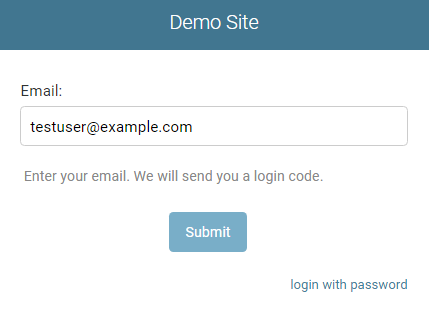 Demo Site
Email:
testuser@example.com
Enter your email. We will send you a login code.
Submit
login with password